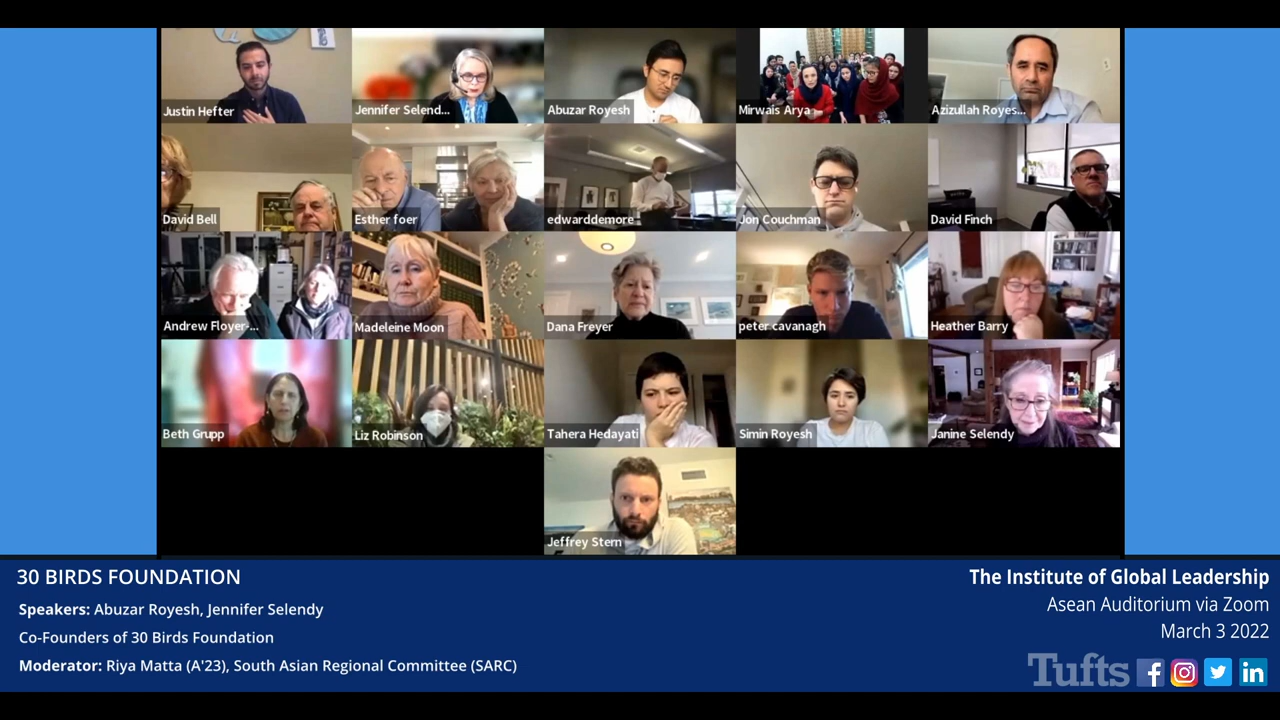 Justin Hefter
Jennifer Selend...
Abuzar Royesh
Mirwais Arya
Azizullah Royes...
David Bell
Esther foer
edwarddemore
Jon Couchman
David Finch
Andrew Floyer-...
Madeleine Moon
Dana Freyer
peter cavanagh
Heather Barry
Beth Grupp
Liz Robinson
Tahera Hedayati
Simin Royesh
Janine Selendy
Jeffrey Stern
30 BIRDS FOUNDATION
Speakers: Abuzar Royesh, Jennifer Selendy
Co-Founders of 30 Birds Foundation
Moderator: Riya Matta (A'23), South Asian Regional Committee (SARC)
The Institute of Global Leadership
Asean Auditorium via Zoom
March 3 2022
Tufts